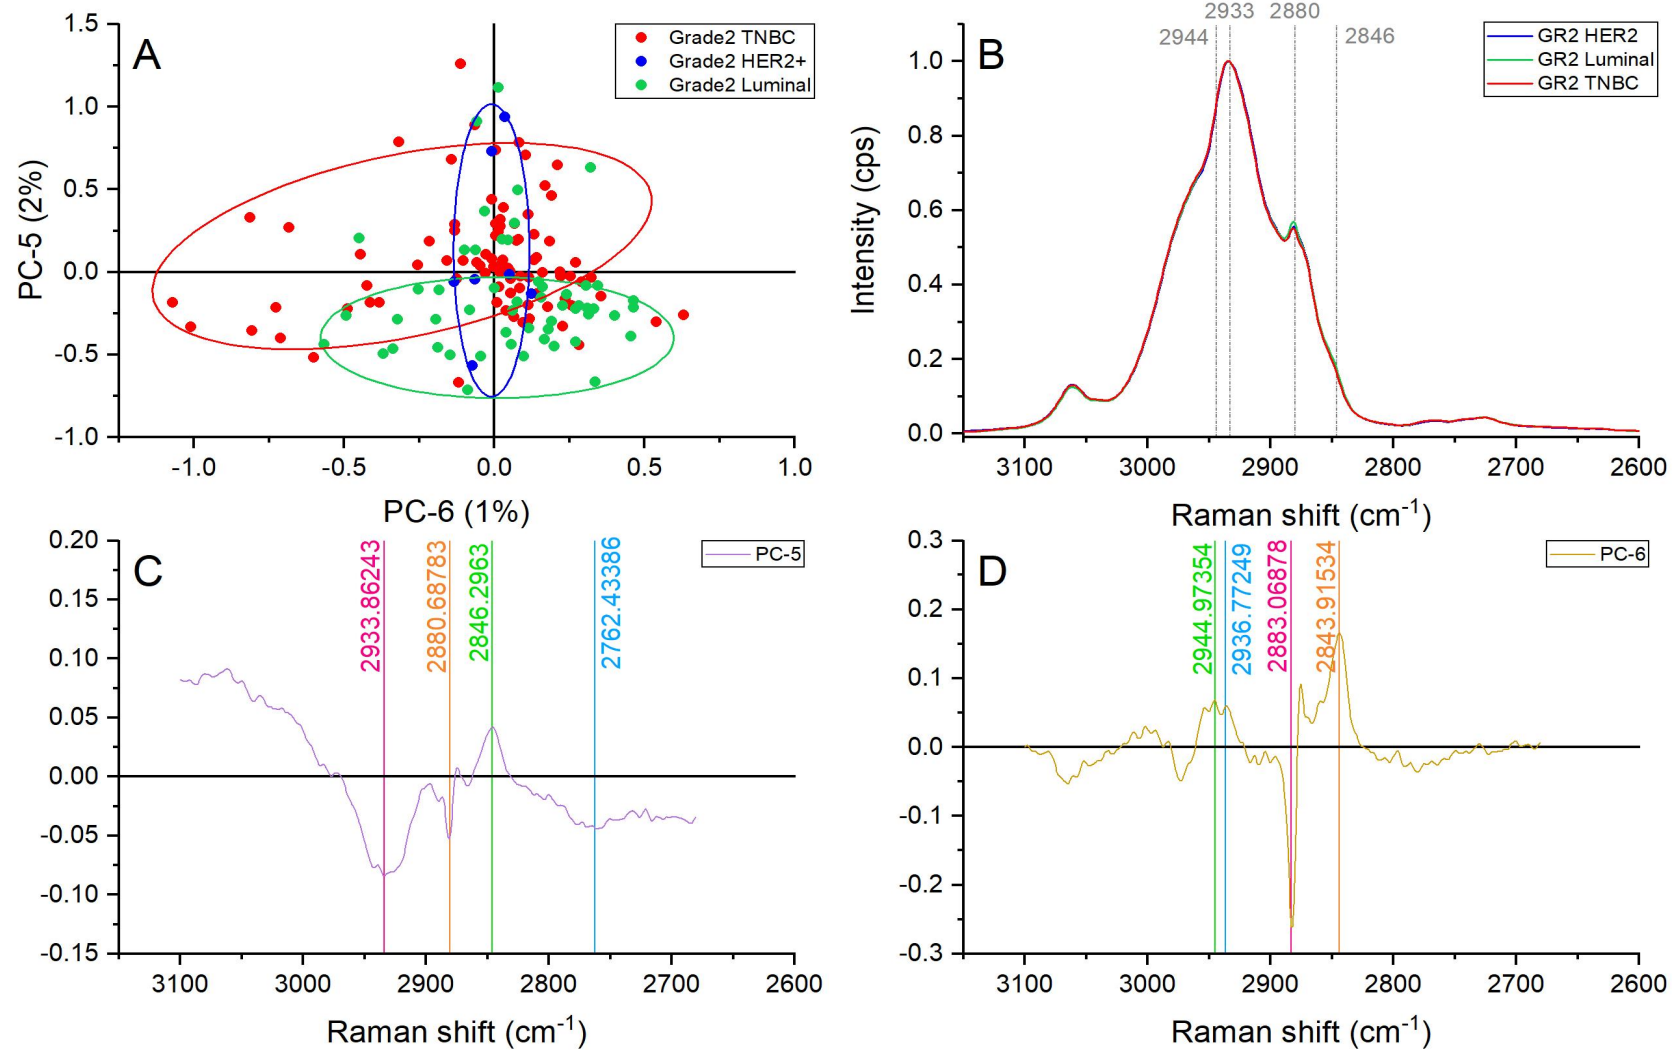 A
1.5
1.0
0.5
0.0
-0.5
-1.0
PC-5 (2%)
-1.0 -0.5 0.0 0.5 1.0
PC-6 (1%)
Grade2 TNBC
Grade2 HER2+
Grade2 Luminal
B
2933 2880
2944 2846
GR2 HER2
GR2 Luminal
GR2 TNBC
1.0
0.8
0.6
0.4
0.2
0.0
Intensity (cps)
3100 3000 2900 2800 2700 2600
Raman shift (cm-1)
C
0.20
0.15
0.10
0.05
0.00
-0.05
-0.10
-0.15
2933.86243
2880.68783
2846.2963
2762.43386
PC-5
3100 3000 2900 2800 2700 2600
Raman shift (cm-1)
D
0.3
0.2
0.1
0.0
-0.1
-0.2
-0.3
2944.97354
2936.77249
2883.06878
2843.91534
PC-6
3100 3000 2900 2800 2700 2600
Raman shift (cm-1)